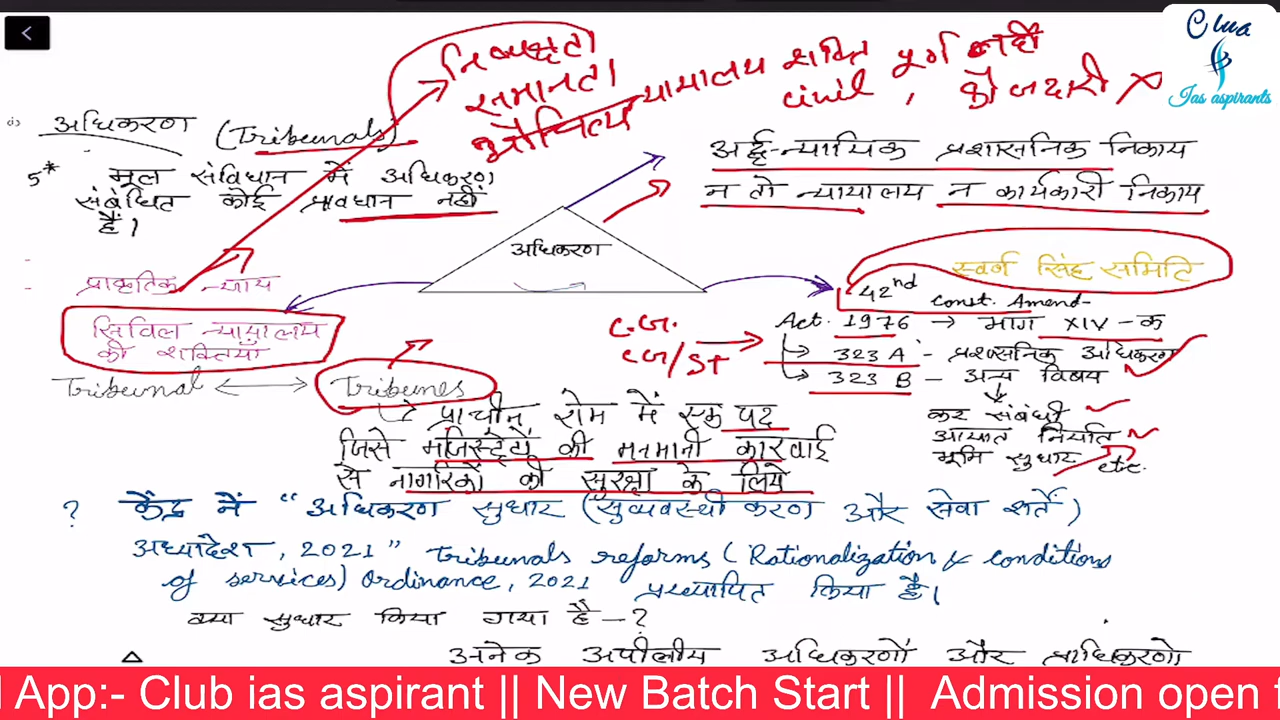 Clua
Ias aspirants
निष्पक्षता
समानता
औचित्य
न्यायालय शक्ति पूर्ण नहीं
civil , फौजदारी ×
(i) अधिकरण (Tribunals)
5* मूल संविधान में अधिकरण
संबंधित कोई प्रावधान नहीं
है।
अर्द्ध-न्यायिक प्रशासनिक निकाय
न तो न्यायालय न कार्यकारी निकाय
अधिकरण
स्वर्ण सिंह समिति
42nd
Const. Amend-
Act. 1976 → भाग XIV-क
↳ 323 A - प्रशासनिक अधिकरण
↳ 323 B - अन्य विषय
कर संबंधी
आयात निर्यात
भूमि सुधार etc.
C.G.
CG/ST
प्राकृतिक न्याय
सिविल न्यायालय
की शक्तियाँ
Tribunal ↔ Tribunes
↳ प्राचीन रोम में एक पद
जिसे मजिस्ट्रेटों की मनमानी कारवाई
से नागरिकों की सुरक्षा के लिये
? केंद्र ने “अधिकरण सुधार (सुव्यवस्थीकरण और सेवा शर्तें)
अध्यादेश, 2021” Tribunals reforms (Rationalization & conditions
of services) Ordinance, 2021 प्रख्यापित किया है।
क्या सुधार किया गया है -?
अनेक अपीलीय अधिकरणों और प्राधिकरणो
App:- Club ias aspirant || New Batch Start || Admission open